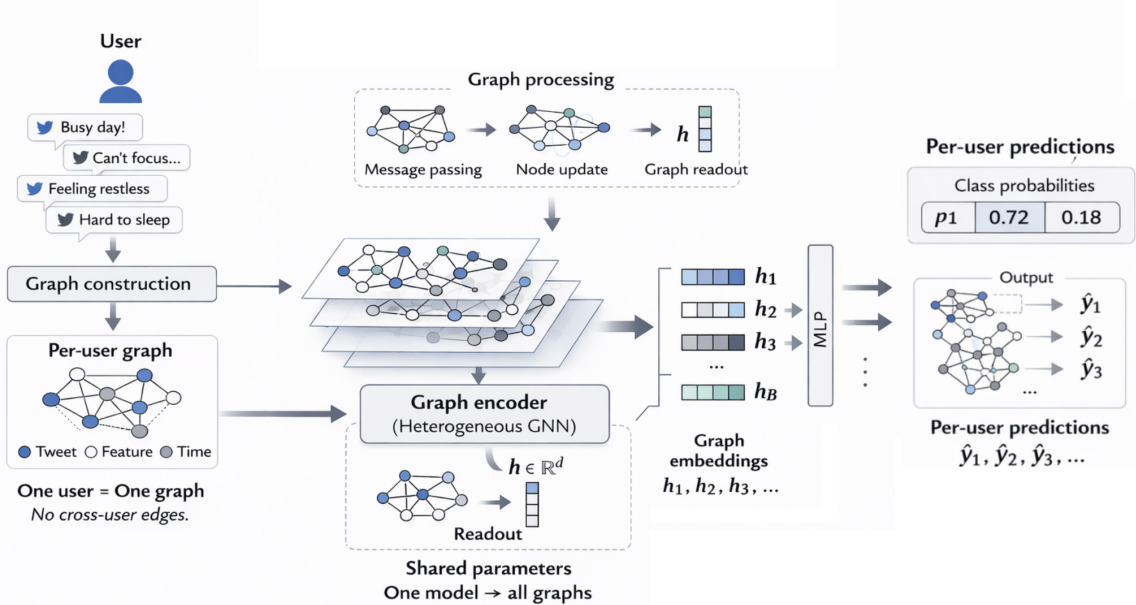 User
Busy day!
Can't focus...
Feeling restless
Hard to sleep
Graph construction
Per-user graph
Tweet Feature Time
One user = One graph
No cross-user edges.
Graph processing
h
Message passing Node update Graph readout
Graph encoder
(Heterogeneous GNN)
h ∈ ℝᵈ
Readout
Shared parameters
One model → all graphs
h₁
h₂
h₃
...
h_B
Graph
embeddings
h₁, h₂, h₃, ...
MLP
Per-user predictions
Class probabilities
p1 0.72 0.18
Output
ŷ₁
ŷ₂
ŷ₃
...
Per-user predictions
ŷ₁, ŷ₂, ŷ₃, ...